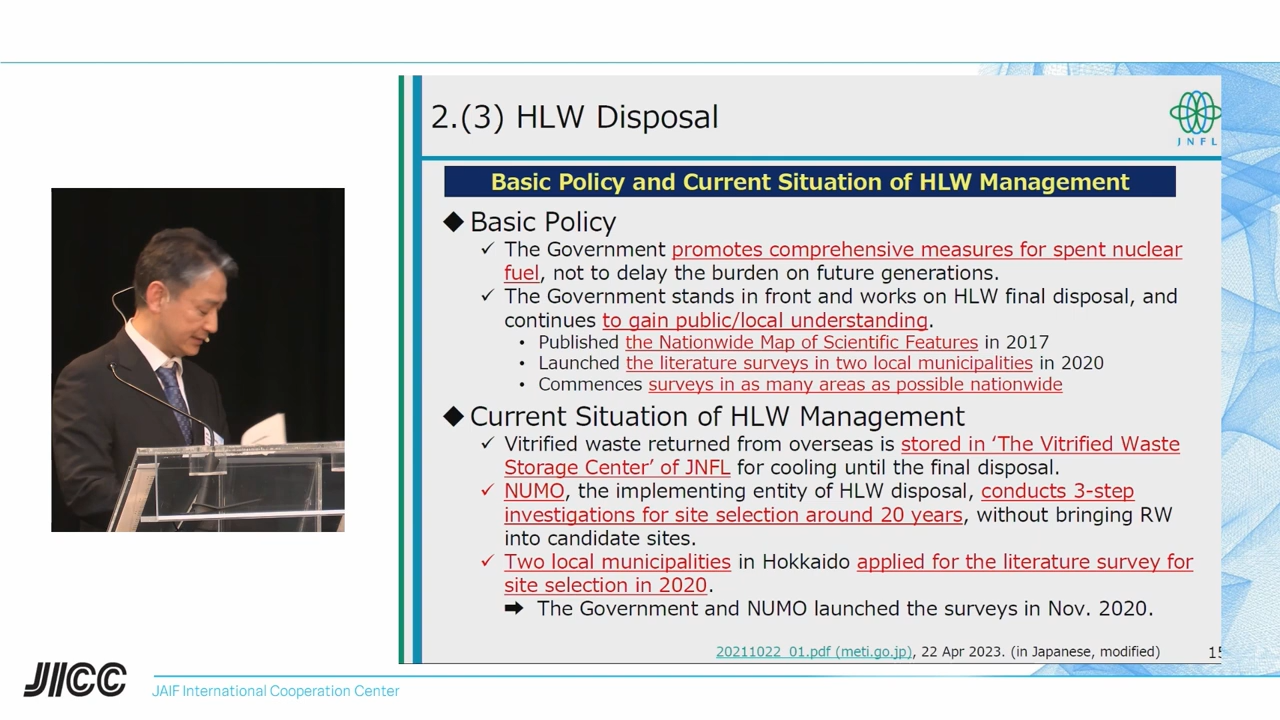 2.(3) HLW Disposal
JNFL
Basic Policy and Current Situation of HLW Management
◆Basic Policy
✓ The Government promotes comprehensive measures for spent nuclear
fuel, not to delay the burden on future generations.
✓ The Government stands in front and works on HLW final disposal, and
continues to gain public/local understanding.
• Published the Nationwide Map of Scientific Features in 2017
• Launched the literature surveys in two local municipalities in 2020
• Commences surveys in as many areas as possible nationwide
◆Current Situation of HLW Management
✓ Vitrified waste returned from overseas is stored in ‘The Vitrified Waste
Storage Center’ of JNFL for cooling until the final disposal.
✓ NUMO, the implementing entity of HLW disposal, conducts 3-step
investigations for site selection around 20 years, without bringing RW
into candidate sites.
✓ Two local municipalities in Hokkaido applied for the literature survey for
site selection in 2020.
➡ The Government and NUMO launched the surveys in Nov. 2020.
20211022_01.pdf (meti.go.jp), 22 Apr 2023. (in Japanese, modified)
JICC
JAIF International Cooperation Center